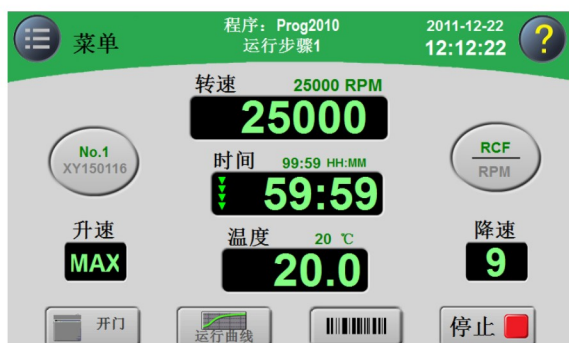 菜单
程序：Prog2010
运行步骤1
2011-12-22
12:12:22
?
转速 25000 RPM
25000
No.1
XY150116
时间 99:59 HH:MM
59:59
RCF
RPM
升速
MAX
温度 20 ℃
20.0
降速
9
开门
运行曲线
停止